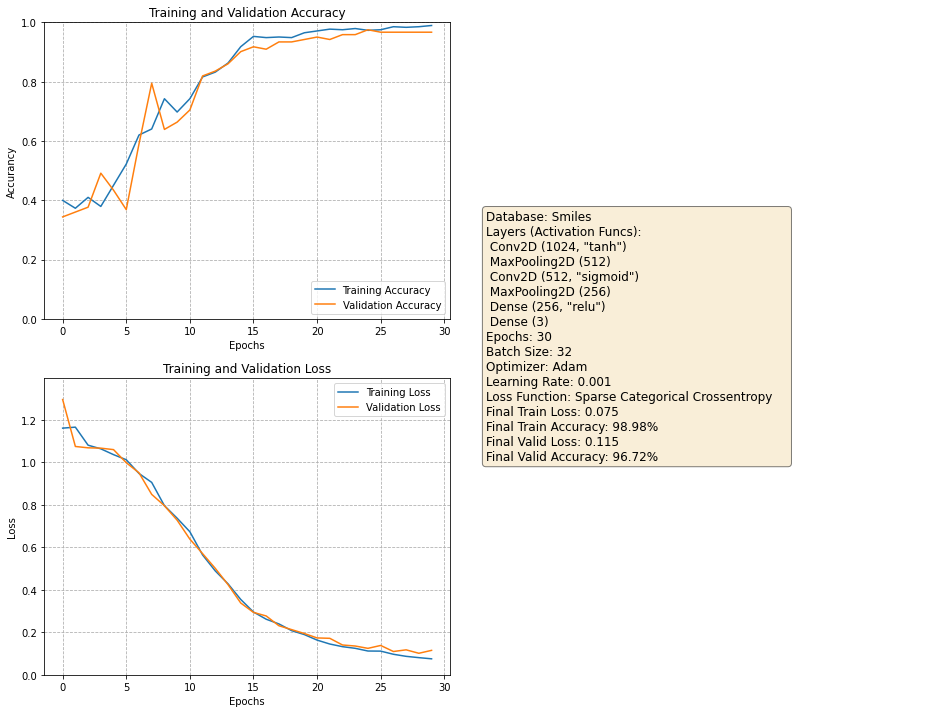 Training and Validation Accuracy
1.0
0.8
0.6
0.4
0.2
0.0
Accurancy
0 5 10 15 20 25 30
Epochs
Training Accuracy
Validation Accuracy
Training and Validation Loss
1.2
1.0
0.8
0.6
0.4
0.2
0.0
Loss
0 5 10 15 20 25 30
Epochs
Training Loss
Validation Loss
Database: Smiles
Layers (Activation Funcs):
Conv2D (1024, "tanh")
MaxPooling2D (512)
Conv2D (512, "sigmoid")
MaxPooling2D (256)
Dense (256, "relu")
Dense (3)
Epochs: 30
Batch Size: 32
Optimizer: Adam
Learning Rate: 0.001
Loss Function: Sparse Categorical Crossentropy
Final Train Loss: 0.075
Final Train Accuracy: 98.98%
Final Valid Loss: 0.115
Final Valid Accuracy: 96.72%